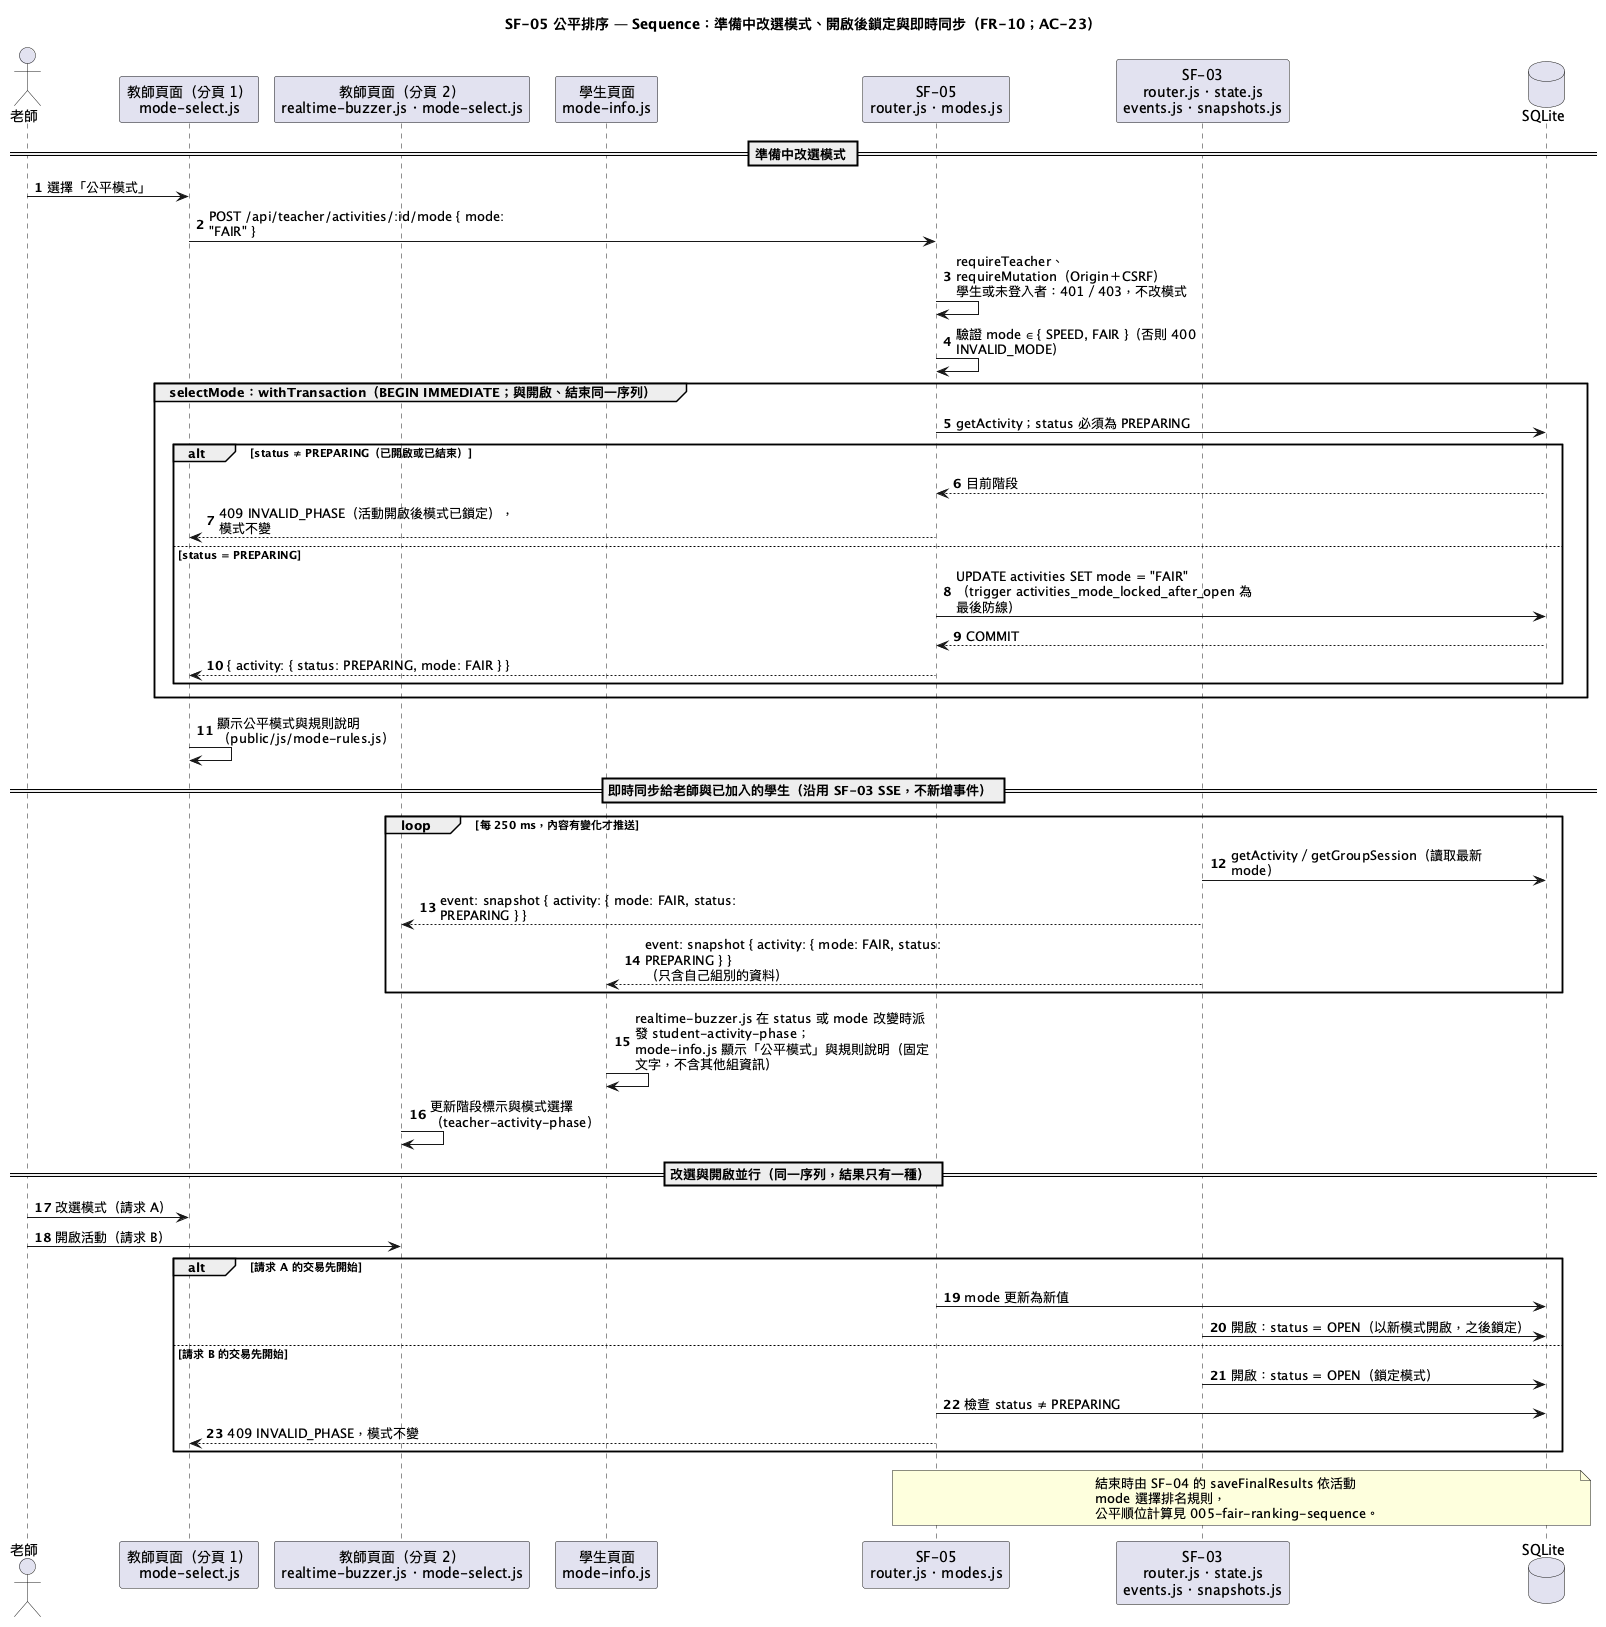 SF-05 公平排序 — Sequence：準備中改選模式、開啟後鎖定與即時同步（FR-10；AC-23）
老師
教師頁面（分頁 1）
mode-select.js
教師頁面（分頁 2）
realtime-buzzer.js · mode-select.js
學生頁面
mode-info.js
SF-05
router.js · modes.js
SF-03
router.js · state.js
events.js · snapshots.js
SQLite
準備中改選模式
1 選擇「公平模式」
2 POST /api/teacher/activities/:id/mode { mode:
"FAIR" }
3 requireTeacher、
requireMutation（Origin＋CSRF）
學生或未登入者：401 / 403，不改模式
4 驗證 mode ∈ { SPEED, FAIR }（否則 400
INVALID_MODE）
selectMode：withTransaction（BEGIN IMMEDIATE；與開啟、結束同一序列）
5 getActivity；status 必須為 PREPARING
alt [status ≠ PREPARING（已開啟或已結束）]
6 目前階段
7 409 INVALID_PHASE（活動開啟後模式已鎖定），
模式不變
[status = PREPARING]
8 UPDATE activities SET mode = "FAIR"
（trigger activities_mode_locked_after_open 為
最後防線）
9 COMMIT
10 { activity: { status: PREPARING, mode: FAIR } }
11 顯示公平模式與規則說明
（public/js/mode-rules.js）
即時同步給老師與已加入的學生（沿用 SF-03 SSE，不新增事件）
loop [每 250 ms，內容有變化才推送]
12 getActivity / getGroupSession（讀取最新
mode）
13 event: snapshot { activity: { mode: FAIR, status:
PREPARING } }
14 event: snapshot { activity: { mode: FAIR, status:
PREPARING } }
（只含自己組別的資料）
15 realtime-buzzer.js 在 status 或 mode 改變時派
發 student-activity-phase；
mode-info.js 顯示「公平模式」與規則說明（固定
文字，不含其他組資訊）
16 更新階段標示與模式選擇
（teacher-activity-phase）
改選與開啟並行（同一序列，結果只有一種）
17 改選模式（請求 A）
18 開啟活動（請求 B）
alt [請求 A 的交易先開始]
19 mode 更新為新值
20 開啟：status = OPEN（以新模式開啟，之後鎖定）
[請求 B 的交易先開始]
21 開啟：status = OPEN（鎖定模式）
22 檢查 status ≠ PREPARING
23 409 INVALID_PHASE，模式不變
結束時由 SF-04 的 saveFinalResults 依活動
mode 選擇排名規則，
公平順位計算見 005-fair-ranking-sequence。
老師
教師頁面（分頁 1）
mode-select.js
教師頁面（分頁 2）
realtime-buzzer.js · mode-select.js
學生頁面
mode-info.js
SF-05
router.js · modes.js
SF-03
router.js · state.js
events.js · snapshots.js
SQLite